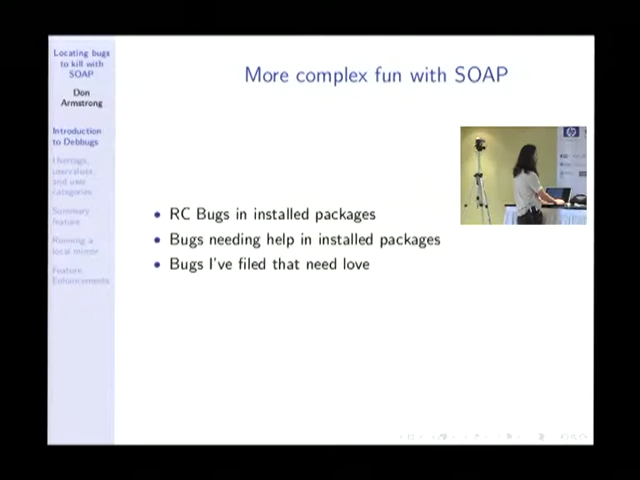 Locating bugs
to kill with
SOAP
Don
Armstrong
Introduction
to Debbugs
Usertags,
uservalues,
and user
categories
Summary
feature
Running a
local mirror
Feature
Enhancements
More complex fun with SOAP
• RC Bugs in installed packages
• Bugs needing help in installed packages
• Bugs I've filed that need love
hp